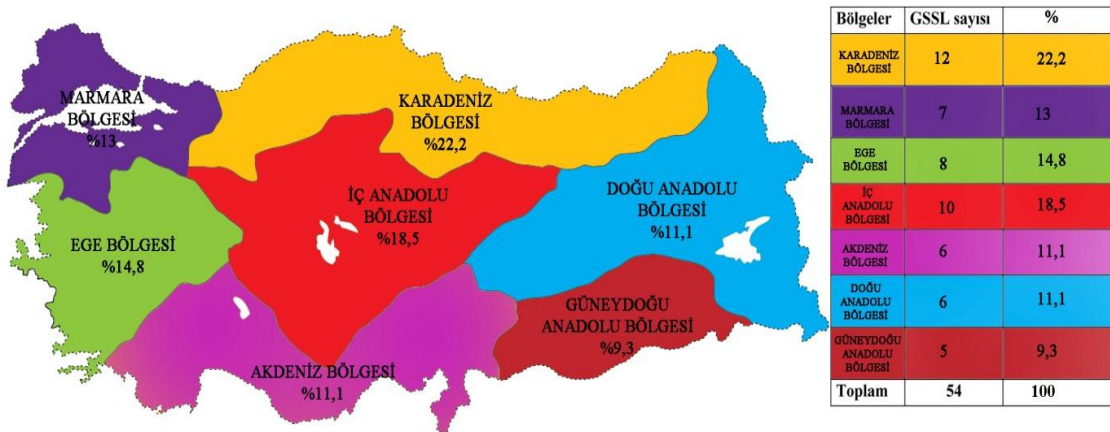 MARMARA
BÖLGESİ
%13
KARADENİZ
BÖLGESİ
%22,2
İÇ ANADOLU
BÖLGESİ
%18,5
DOĞU ANADOLU
BÖLGESİ
%11,1
EGE BÖLGESİ
%14,8
GÜNEYDOĞU
ANADOLU BÖLGESİ
%9,3
AKDENİZ BÖLGESİ
%11,1
Bölgeler GSSL sayısı %
KARADENİZ
BÖLGESİ 12 22,2
MARMARA
BÖLGESİ 7 13
EGE
BÖLGESİ 8 14,8
İÇ
ANADOLU
BÖLGESİ 10 18,5
AKDENİZ
BÖLGESİ 6 11,1
DOĞU
ANADOLU
BÖLGESİ 6 11,1
GÜNEYDOĞU
ANADOLU
BÖLGESİ 5 9,3
Toplam 54 100